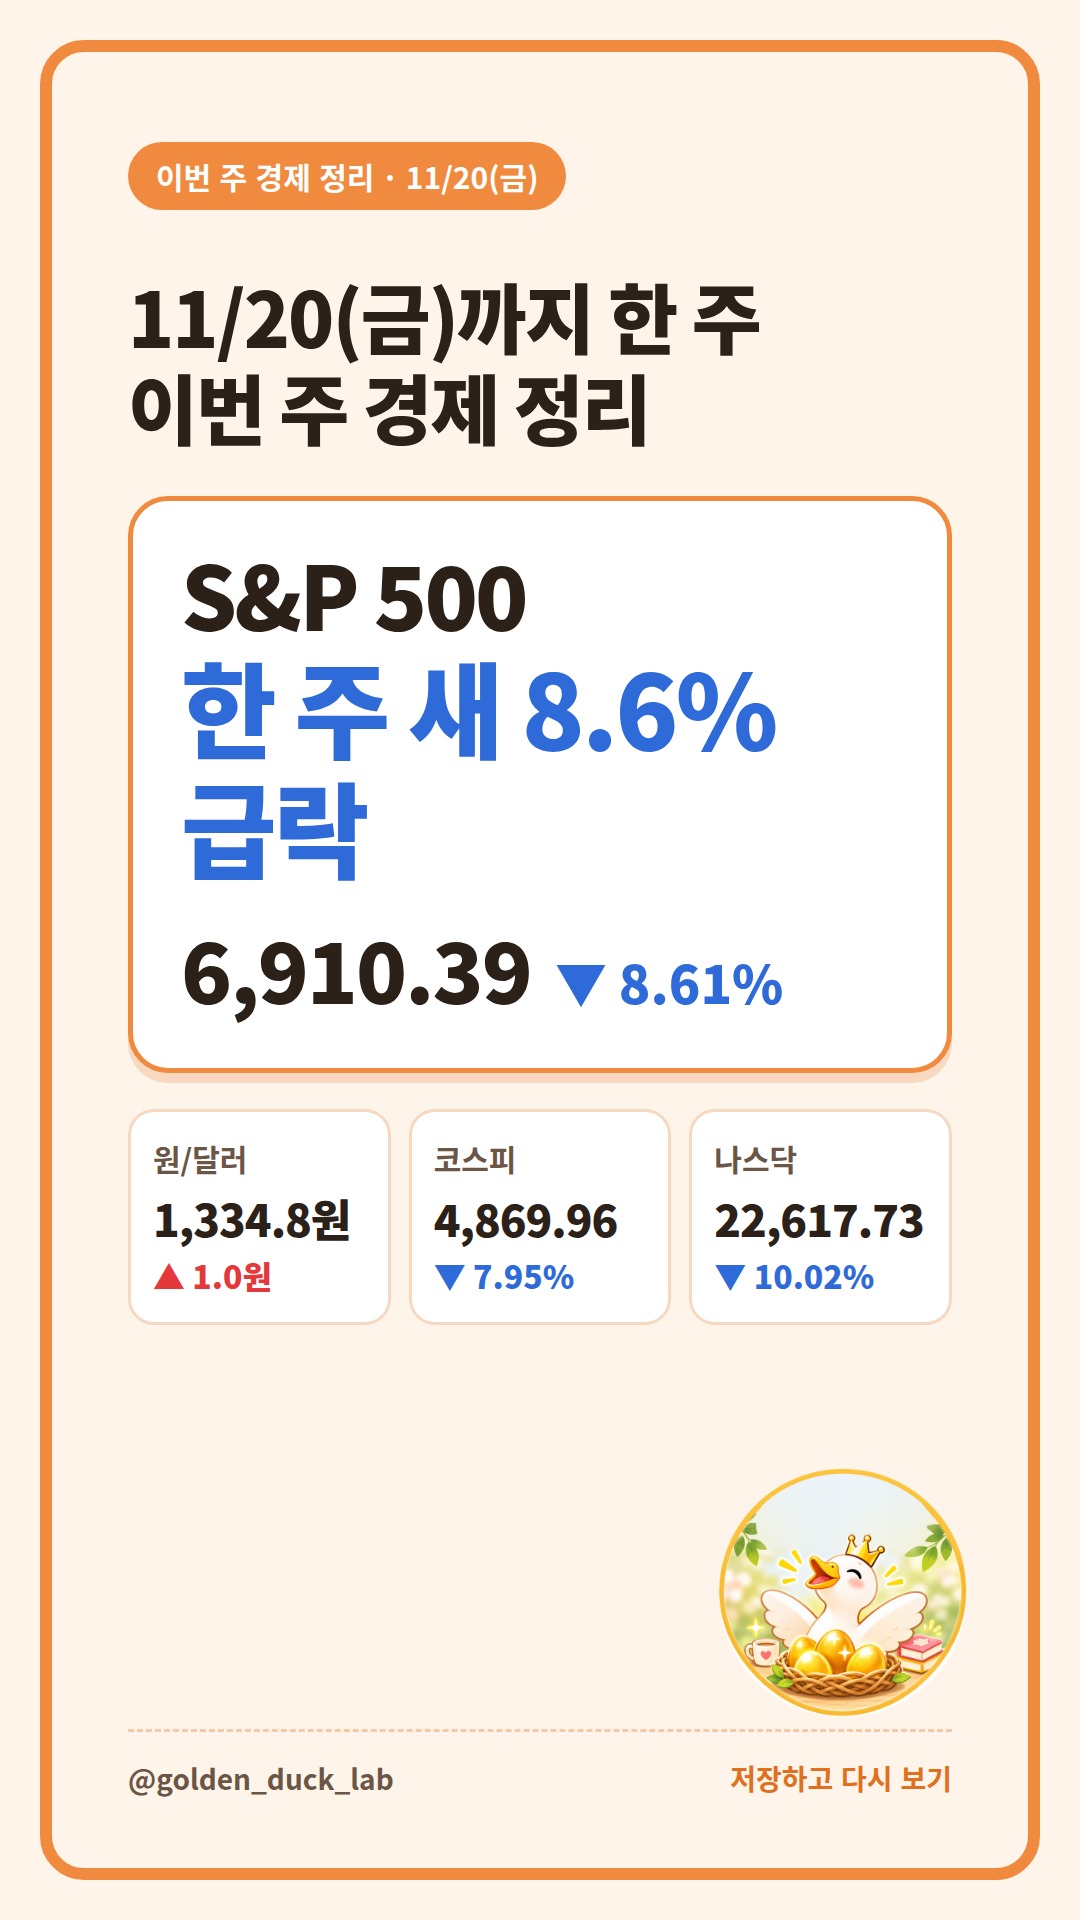 이번 주 경제 정리 · 11/20(금)
11/20(금)까지 한 주
이번 주 경제 정리
S&P 500
한 주 새 8.6%
급락
6,910.39 ▼ 8.61%
원/달러
1,334.8원
▲ 1.0원
코스피
4,869.96
▼ 7.95%
나스닥
22,617.73
▼ 10.02%
@golden_duck_lab
저장하고 다시 보기